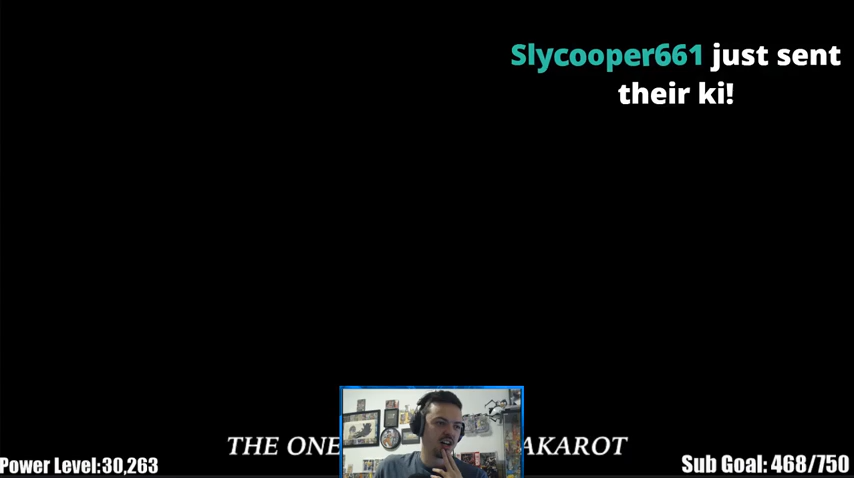 Slycooper661 just sent
their ki!
THE ONE AKAROT
Power Level:30,263
Sub Goal: 468/750